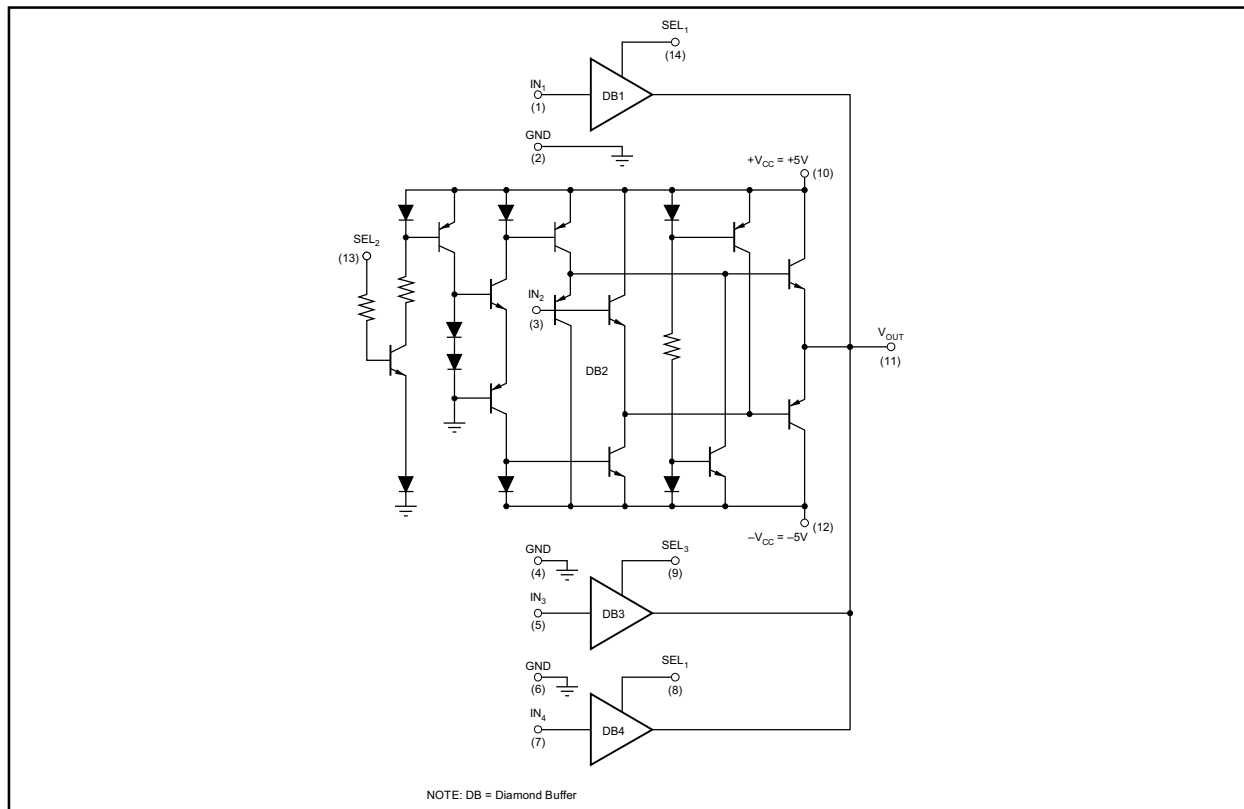 SEL1
(14)
IN1
(1)
DB1
GND
(2)
+VCC = +5V
(10)
SEL2
(13)
IN2
(3)
DB2
VOUT
(11)
(12)
–VCC = –5V
GND
(4)
SEL3
(9)
IN3
(5)
DB3
GND
(6)
SEL1
(8)
IN4
(7)
DB4
NOTE: DB = Diamond Buffer